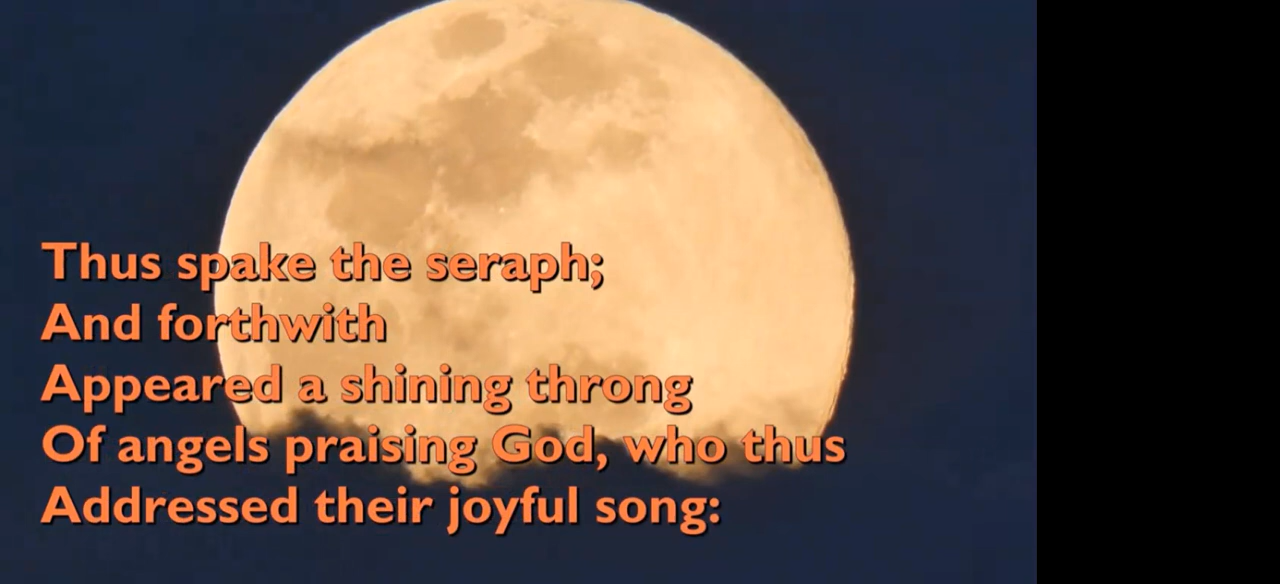 Thus spake the seraph;
And forthwith
Appeared a shining throng
Of angels praising God, who thus
Addressed their joyful song: